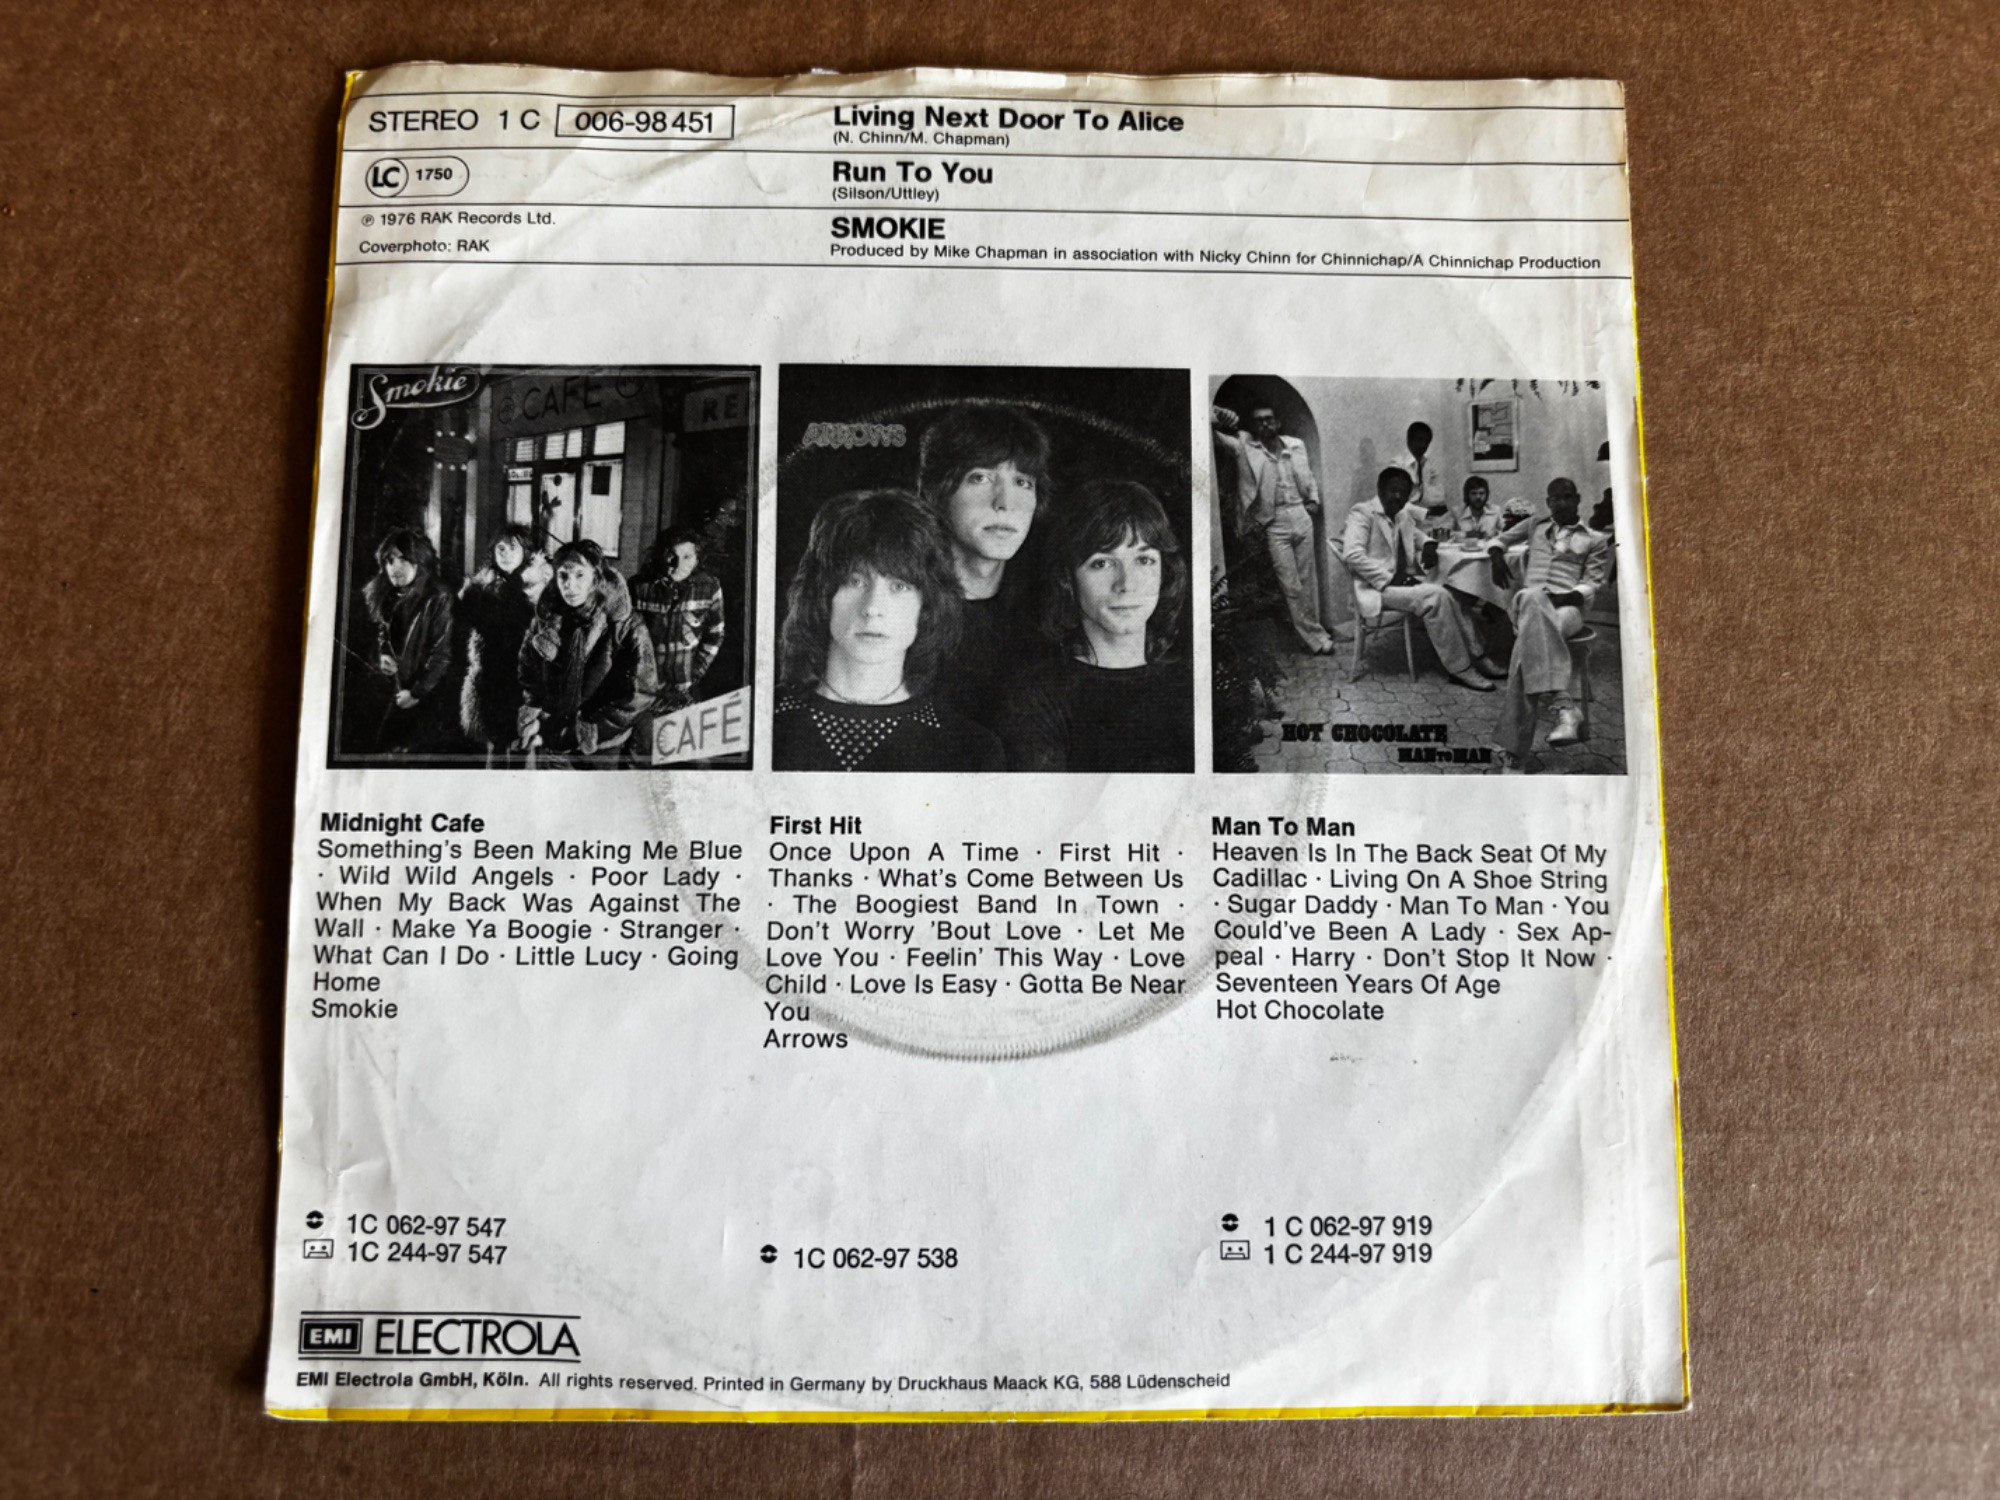 STEREO 1 C 006-98 451
LC 1750
℗ 1976 RAK Records Ltd.
Coverphoto: RAK
Living Next Door To Alice
(N. Chinn/M. Chapman)
Run To You
(Silson/Uttley)
SMOKIE
Produced by Mike Chapman in association with Nicky Chinn for Chinnichap/A Chinnichap Production
Smokie
CAFÉ
RE
CAFÉ
ARROWS
HOT CHOCOLATE
MAN TO MAN
Midnight Cafe
Something's Been Making Me Blue
· Wild Wild Angels · Poor Lady ·
When My Back Was Against The
Wall · Make Ya Boogie · Stranger ·
What Can I Do · Little Lucy · Going
Home
Smokie
First Hit
Once Upon A Time · First Hit ·
Thanks · What's Come Between Us
· The Boogiest Band In Town ·
Don't Worry 'Bout Love · Let Me
Love You · Feelin' This Way · Love
Child · Love Is Easy · Gotta Be Near
You
Arrows
Man To Man
Heaven Is In The Back Seat Of My
Cadillac · Living On A Shoe String
· Sugar Daddy · Man To Man · You
Could've Been A Lady · Sex Ap-
peal · Harry · Don't Stop It Now ·
Seventeen Years Of Age
Hot Chocolate
1C 062-97 547
1C 244-97 547
1C 062-97 538
1 C 062-97 919
1 C 244-97 919
EMI ELECTROLA
EMI Electrola GmbH, Köln. All rights reserved. Printed in Germany by Druckhaus Maack KG, 588 Lüdenscheid